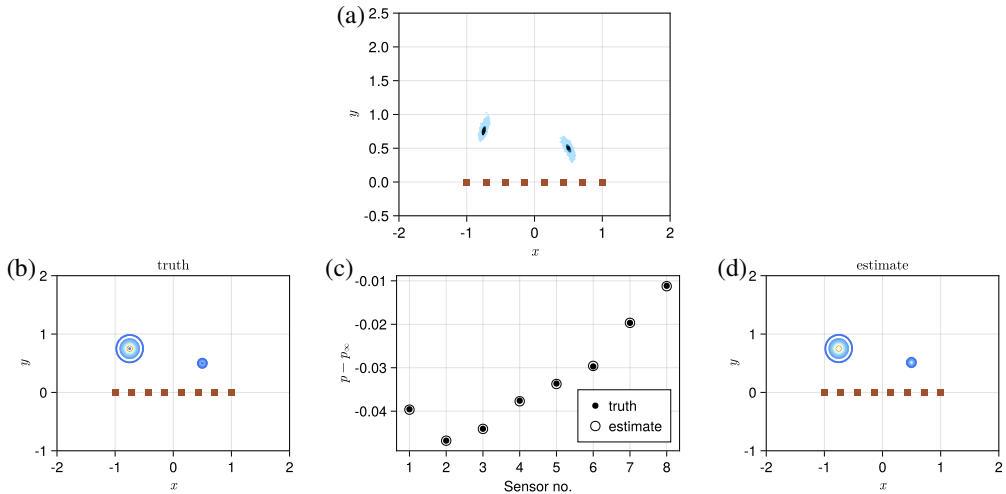 (a)
2.5
2.0
1.5
1.0
0.5
0.0
-0.5
y
-2
-1
0
1
2
x
(b)
truth
2
1
0
-1
y
-2
-1
0
1
2
x
(c)
-0.01
-0.02
-0.03
-0.04
p − p∞
truth
estimate
1
2
3
4
5
6
7
8
Sensor no.
(d)
estimate
2
1
0
-1
y
-2
-1
0
1
2
x